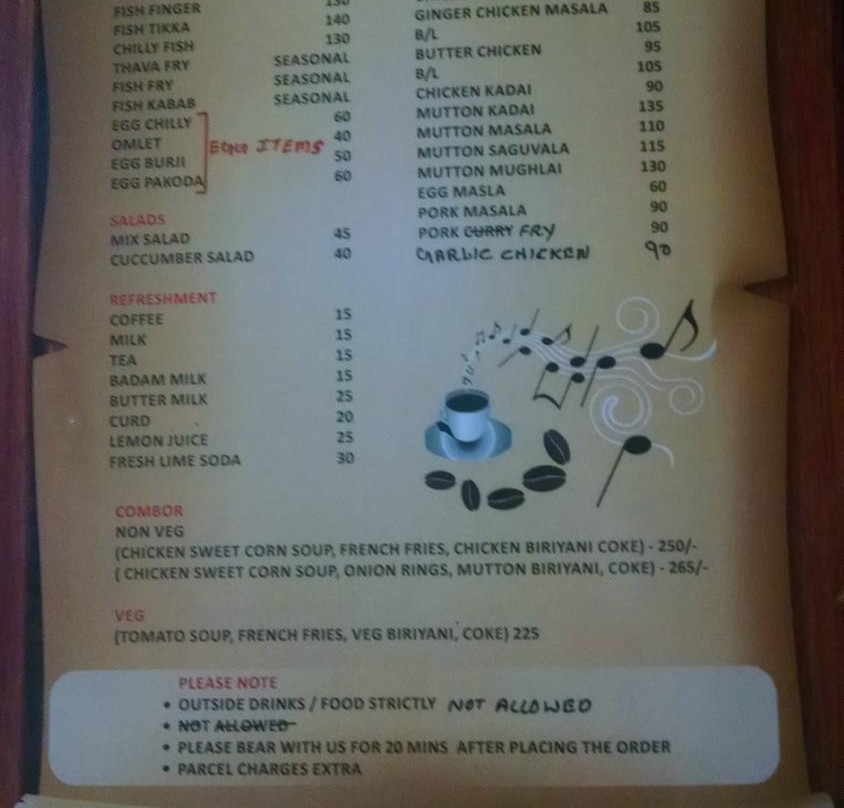 FISH FINGER 130
FISH TIKKA 140
CHILLY FISH 130
THAVA FRY SEASONAL
FISH FRY SEASONAL
FISH KABAB SEASONAL
EGG CHILLY 60
OMLET 40
EGG BURJI 50
EGG PAKODA 60
ITEMS
SALADS
MIX SALAD 45
CUCCUMBER SALAD 40
REFRESHMENT
COFFEE 15
MILK 15
TEA 15
BADAM MILK 15
BUTTER MILK 25
CURD 20
LEMON JUICE 25
FRESH LIME SODA 30
GINGER CHICKEN MASALA 85
B/L 105
BUTTER CHICKEN 95
B/L 105
CHICKEN KADAI 90
MUTTON KADAI 135
MUTTON MASALA 110
MUTTON SAGUVALA 115
MUTTON MUGHLAI 130
EGG MASLA 60
PORK MASALA 90
PORK CURRY FRY 90
GARLIC CHICKEN 90
COMBOR
NON VEG
(CHICKEN SWEET CORN SOUP, FRENCH FRIES, CHICKEN BIRIYANI COKE) - 250/-
( CHICKEN SWEET CORN SOUP, ONION RINGS, MUTTON BIRIYANI, COKE) - 265/-
VEG
(TOMATO SOUP, FRENCH FRIES, VEG BIRIYANI, COKE) 225
PLEASE NOTE
• OUTSIDE DRINKS / FOOD STRICTLY NOT ALLOWED
• NOT ALLOWED
• PLEASE BEAR WITH US FOR 20 MINS AFTER PLACING THE ORDER
• PARCEL CHARGES EXTRA